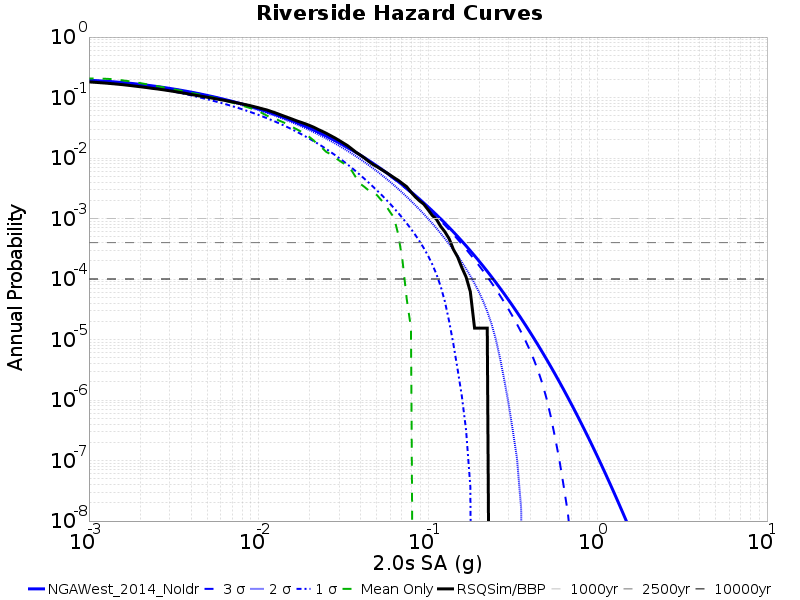 Riverside Hazard Curves
10^0
10^-1
10^-2
10^-3
10^-4
10^-5
10^-6
10^-7
10^-8
Annual Probability
10^-3 10^-2 10^-1 10^0 10^1
2.0s SA (g)
NGAWest_2014_NoIdr 3 σ 2 σ 1 σ Mean Only RSQSim/BBP 1000yr 2500yr 10000yr